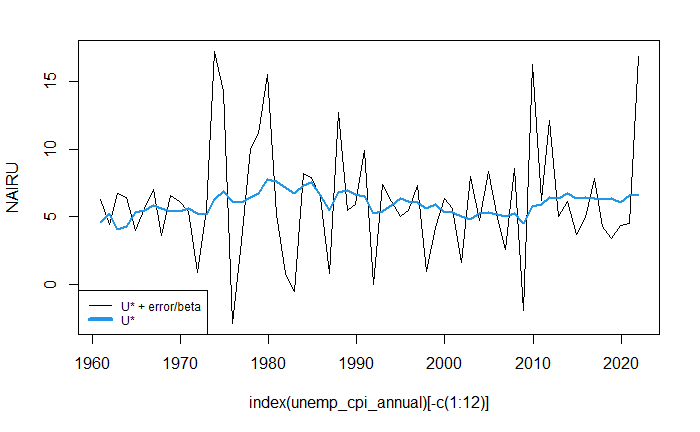 NAIRU
15
10
5
0
U* + error/beta
U*
1960 1970 1980 1990 2000 2010 2020
index(unemp_cpi_annual)[-c(1:12)]